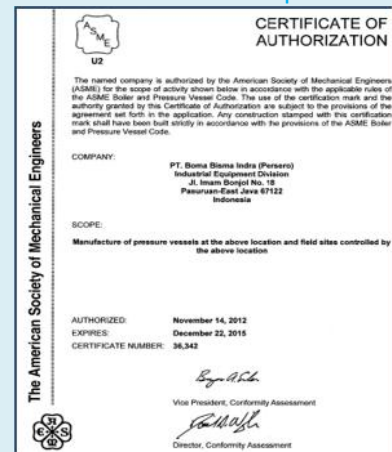 ASME
U2
CERTIFICATE OF
AUTHORIZATION
The named company is authorized by the American Society of Mechanical Engineers
(ASME) for the scope of activity shown below in accordance with the applicable rules of
the ASME Boiler and Pressure Vessel Code. The use of the certification mark and the
authority granted by this Certificate of Authorization are subject to the provisions of the
agreement set forth in the application. Any construction stamped with this certification
mark shall have been built strictly in accordance with the provisions of the ASME Boiler
and Pressure Vessel Code.
COMPANY:
PT. Boma Bisma Indra (Persero)
Industrial Equipment Division
Jl. Imam Bonjol No. 18
Pasuruan-East Java 67122
Indonesia
SCOPE:
Manufacture of pressure vessels at the above location and field sites controlled by
the above location
AUTHORIZED: November 14, 2012
EXPIRES: December 22, 2015
CERTIFICATE NUMBER: 36,342
Vice President, Conformity Assessment
Director, Conformity Assessment
The American Society of Mechanical Engineers